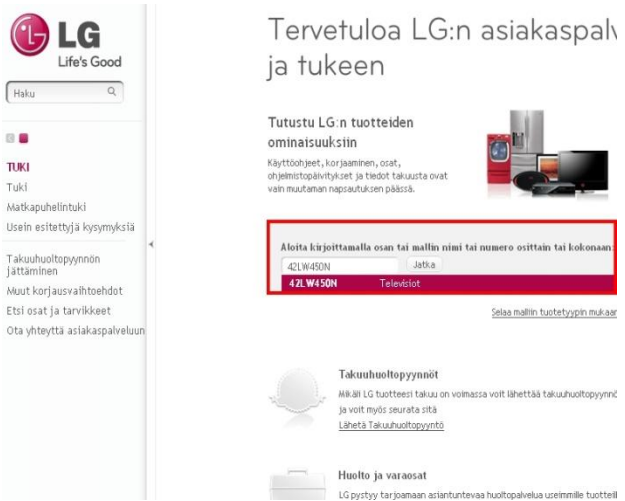 LG
Life's Good
Haku
TUKI
Tuki
Matkapuhelintuki
Usein esitettyjä kysymyksiä
Takuuhuoltopyynnön
jättäminen
Muut korjausvaihtoehdot
Etsi osat ja tarvikkeet
Ota yhteyttä asiakaspalveluun
Tervetuloa LG:n asiakaspalv
ja tukeen
Tutustu LG:n tuotteiden
ominaisuuksiin
Käyttöohjeet, korjaaminen, osat,
ohjelmistopäivitykset ja tiedot takuusta ovat
vain muutaman napsautuksen päässä.
Aloita kirjoittamalla osan tai mallin nimi tai numero osittain tai kokonaan:
42LW450N Jatka
42LW450N Televisiot
Selaa mallin tuotetyypin mukaan
Takuuhuoltopyynnöt
Mikäli LG tuotteesi takuu on voimassa voit lähettää takuuhuoltopyynnö
ja voit myös seurata sitä
Lähetä Takuuhuoltopyyntö
Huolto ja varaosat
LG pystyy tarjoamaan asiantuntevaa huoltopalvelua useimmille tuotteill